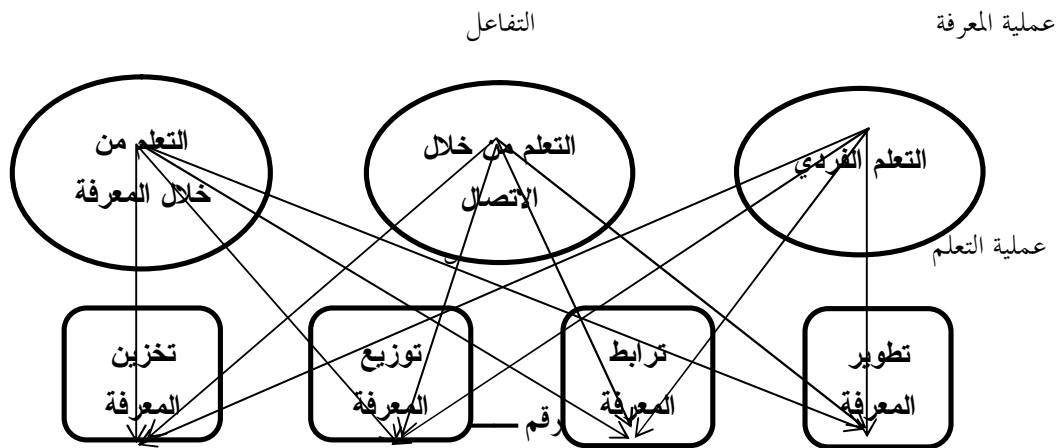 عملية المعرفة
التفاعل
التعلم الفردي
التعلم من خلال
الاتصال
التعلم من
خلال المعرفة
عملية التعلم
تطوير
المعرفة
ترابط
المعرفة
توزيع
المعرفة
تخزين
المعرفة
رقم